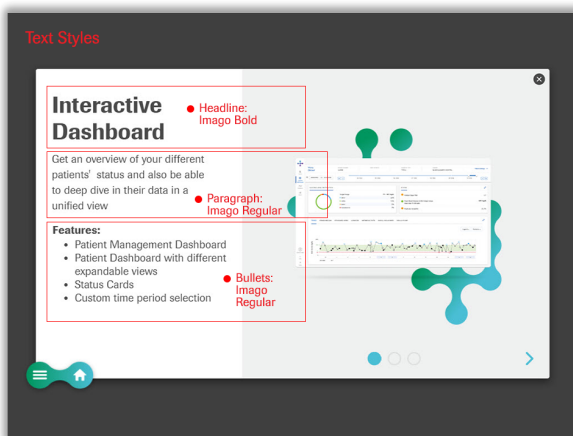 Text Styles
Interactive
Dashboard
Headline:
Imago Bold
Get an overview of your different
patients' status and also be able
to deep dive in their data in a
unified view
Paragraph:
Imago Regular
Features:
• Patient Management Dashboard
• Patient Dashboard with different
expandable views
• Status Cards
• Custom time period selection
Bullets:
Imago
Regular